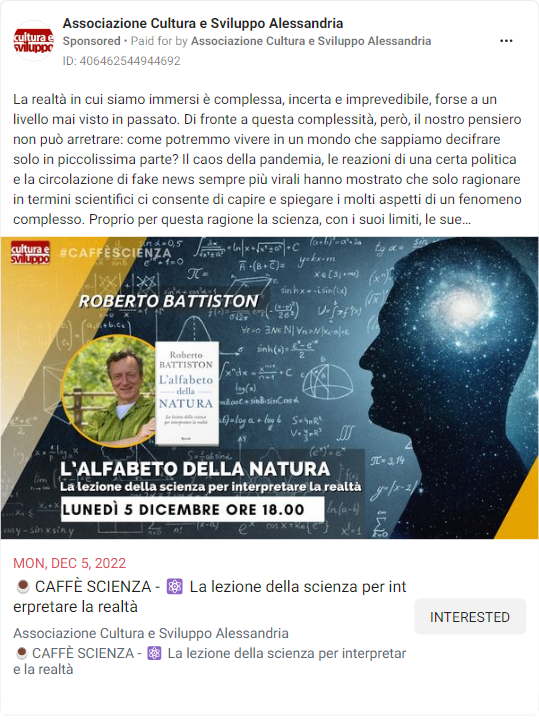 Associazione Cultura e Sviluppo Alessandria
Sponsored • Paid for by Associazione Cultura e Sviluppo Alessandria
ID: 406462544944692
cultura e
sviluppo
La realtà in cui siamo immersi è complessa, incerta e imprevedibile, forse a un
livello mai visto in passato. Di fronte a questa complessità, però, il nostro pensiero
non può arretrare: come potremmo vivere in un mondo che sappiamo decifrare
solo in piccolissima parte? Il caos della pandemia, le reazioni di una certa politica
e la circolazione di fake news sempre più virali hanno mostrato che solo ragionare
in termini scientifici ci consente di capire e spiegare i molti aspetti di un fenomeno
complesso. Proprio per questa ragione la scienza, con i suoi limiti, le sue…
cultura e
sviluppo
#CAFFÈSCIENZA
ROBERTO BATTISTON
Roberto
BATTISTON
L'alfabeto
della
NATURA
La lezione della scienza
per interpretare la realtà
L'ALFABETO DELLA NATURA
La lezione della scienza per interpretare la realtà
LUNEDÌ 5 DICEMBRE ORE 18.00
π = 3,14
y=kx-m
MON, DEC 5, 2022
☕ CAFFÈ SCIENZA - ⚛ La lezione della scienza per int
erpretare la realtà
INTERESTED
Associazione Cultura e Sviluppo Alessandria
☕ CAFFÈ SCIENZA - ⚛ La lezione della scienza per interpretar
e la realtà